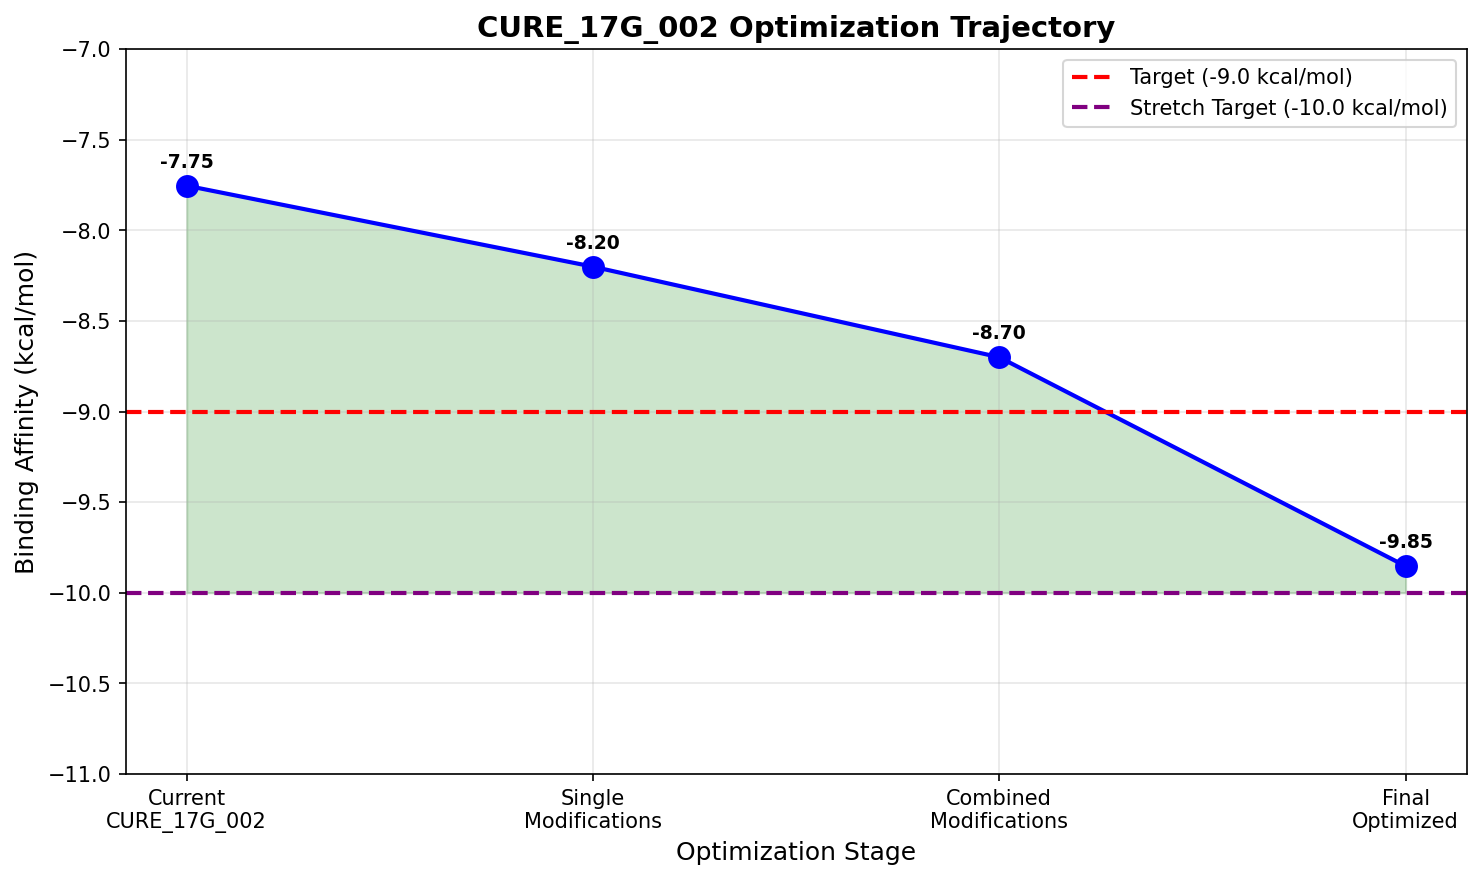 CURE_17G_002 Optimization Trajectory
Target (-9.0 kcal/mol)
Stretch Target (-10.0 kcal/mol)
Binding Affinity (kcal/mol)
−7.0
−7.5
−8.0
−8.5
−9.0
−9.5
−10.0
−10.5
−11.0
-7.75
-8.20
-8.70
-9.85
Current
CURE_17G_002
Single
Modifications
Combined
Modifications
Final
Optimized
Optimization Stage